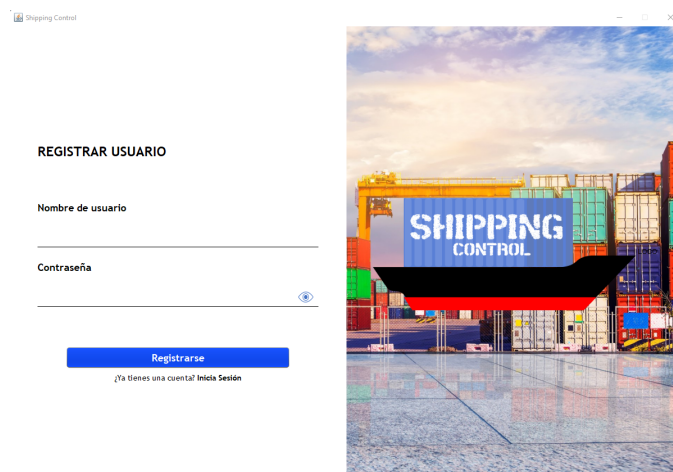 Shipping Control
REGISTRAR USUARIO
Nombre de usuario
Contraseña
Registrarse
¿Ya tienes una cuenta? Inicia Sesión
SHIPPING
CONTROL